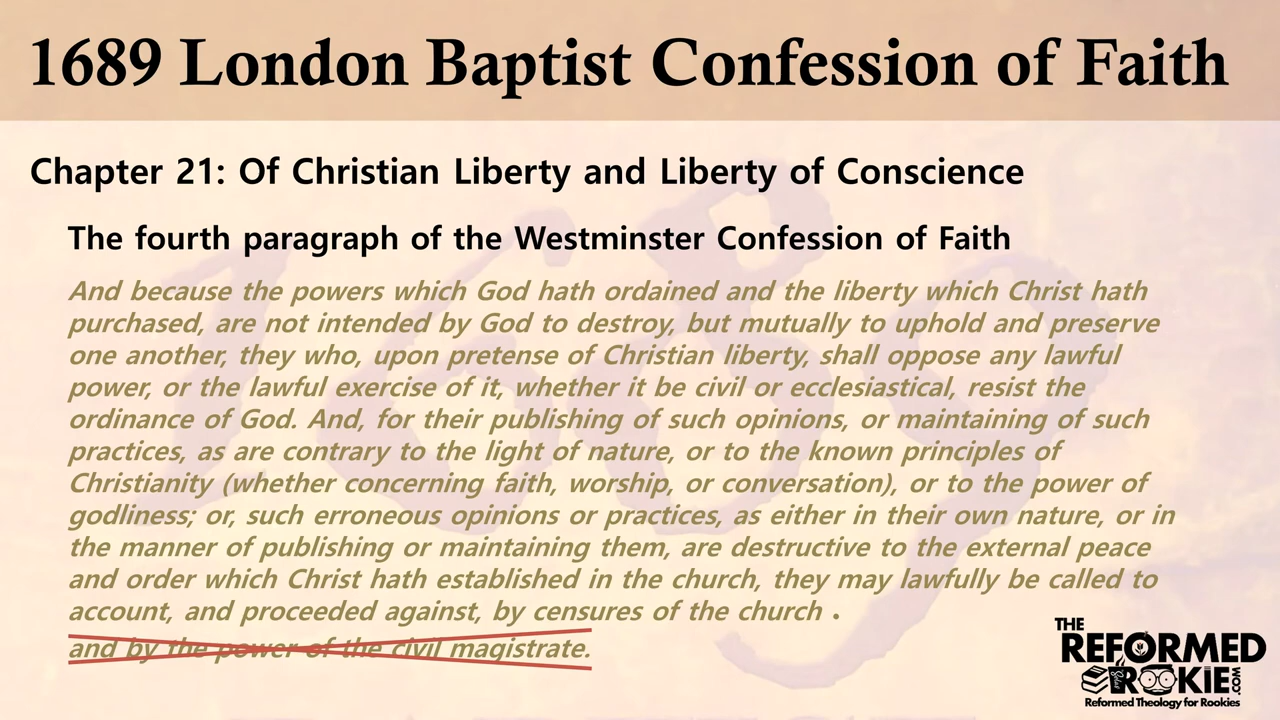 1689 London Baptist Confession of Faith
Chapter 21: Of Christian Liberty and Liberty of Conscience
The fourth paragraph of the Westminster Confession of Faith
And because the powers which God hath ordained and the liberty which Christ hath
purchased, are not intended by God to destroy, but mutually to uphold and preserve
one another, they who, upon pretense of Christian liberty, shall oppose any lawful
power, or the lawful exercise of it, whether it be civil or ecclesiastical, resist the
ordinance of God. And, for their publishing of such opinions, or maintaining of such
practices, as are contrary to the light of nature, or to the known principles of
Christianity (whether concerning faith, worship, or conversation), or to the power of
godliness; or, such erroneous opinions or practices, as either in their own nature, or in
the manner of publishing or maintaining them, are destructive to the external peace
and order which Christ hath established in the church, they may lawfully be called to
account, and proceeded against, by censures of the church .
and by the power of the civil magistrate.
THE
REFORMED
ROOKIE.COM
Reformed Theology for Rookies
1689